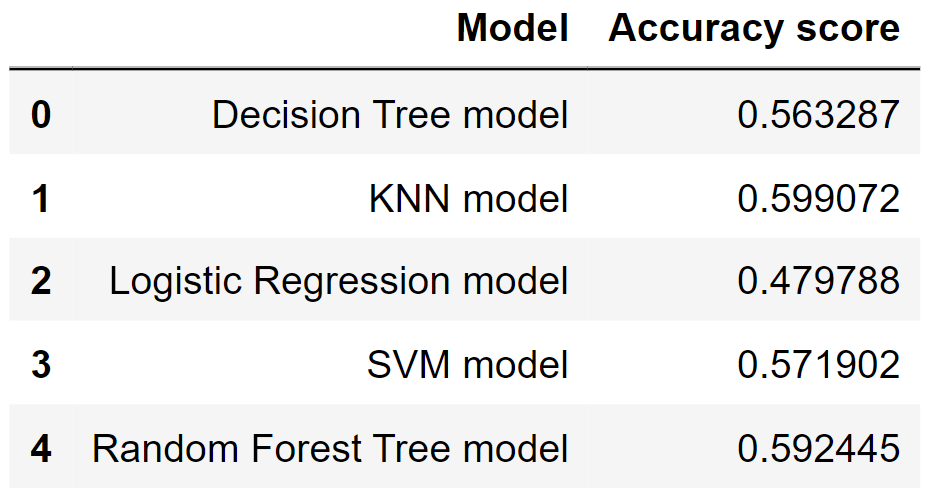 Model Accuracy score
0 Decision Tree model 0.563287
1 KNN model 0.599072
2 Logistic Regression model 0.479788
3 SVM model 0.571902
4 Random Forest Tree model 0.592445